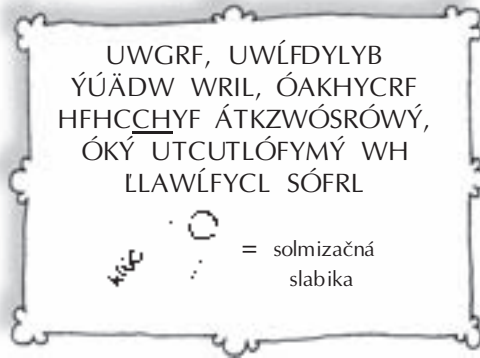 UWGRF, UWĹFDYLYB
ÝÚÄDW WRIL, ÓAKHYCRF
HFHCCHYF ÁTKZWÓSRÓWÝ,
ÓKÝ UTCUTLÓFYMÝ WH
ĽLAWĹFYCL SÓFRL
= solmizačná
slabika